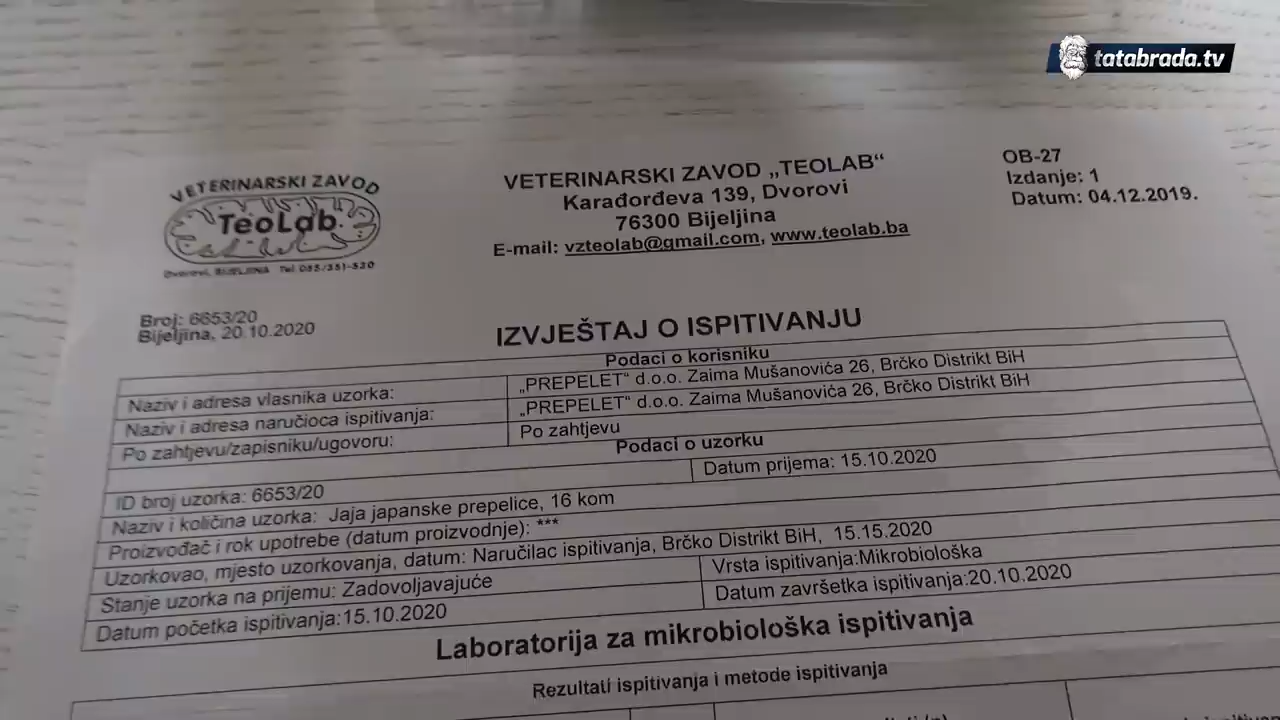 tatabrada.tv
VETERINARSKI ZAVOD
TeoLab
Dvorovi, BIJELJINA Tel 055/351-520
VETERINARSKI ZAVOD „TEOLAB“
Karađorđeva 139, Dvorovi
76300 Bijeljina
E-mail: vzteolab@gmail.com, www.teolab.ba
OB-27
Izdanje: 1
Datum: 04.12.2019.
Broj: 6653/20
Bijeljina, 20.10.2020
IZVJEŠTAJ O ISPITIVANJU
Podaci o korisniku
Naziv i adresa vlasnika uzorka: „PREPELET“ d.o.o. Zaima Mušanovića 26, Brčko Distrikt BiH
Naziv i adresa naručioca ispitivanja: „PREPELET“ d.o.o. Zaima Mušanovića 26, Brčko Distrikt BiH
Po zahtjevu/zapisniku/ugovoru: Po zahtjevu
Podaci o uzorku
ID broj uzorka: 6653/20 Datum prijema: 15.10.2020
Naziv i količina uzorka: Jaja japanske prepelice, 16 kom
Proizvođač i rok upotrebe (datum proizvodnje): ***
Uzorkovao, mjesto uzorkovanja, datum: Naručilac ispitivanja, Brčko Distrikt BiH, 15.15.2020
Stanje uzorka na prijemu: Zadovoljavajuće Vrsta ispitivanja:Mikrobiološka
Datum početka ispitivanja:15.10.2020 Datum završetka ispitivanja:20.10.2020
Laboratorija za mikrobiološka ispitivanja
Rezultati ispitivanja i metode ispitivanja